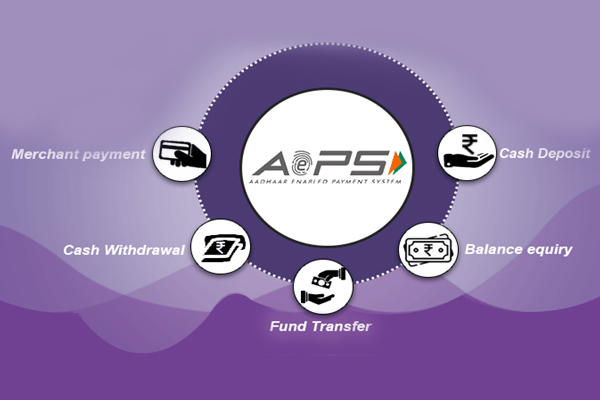 AePS
AADHAAR ENABLED PAYMENT SYSTEM
Merchant payment
Cash Deposit
Cash Withdrawal
Balance equiry
Fund Transfer